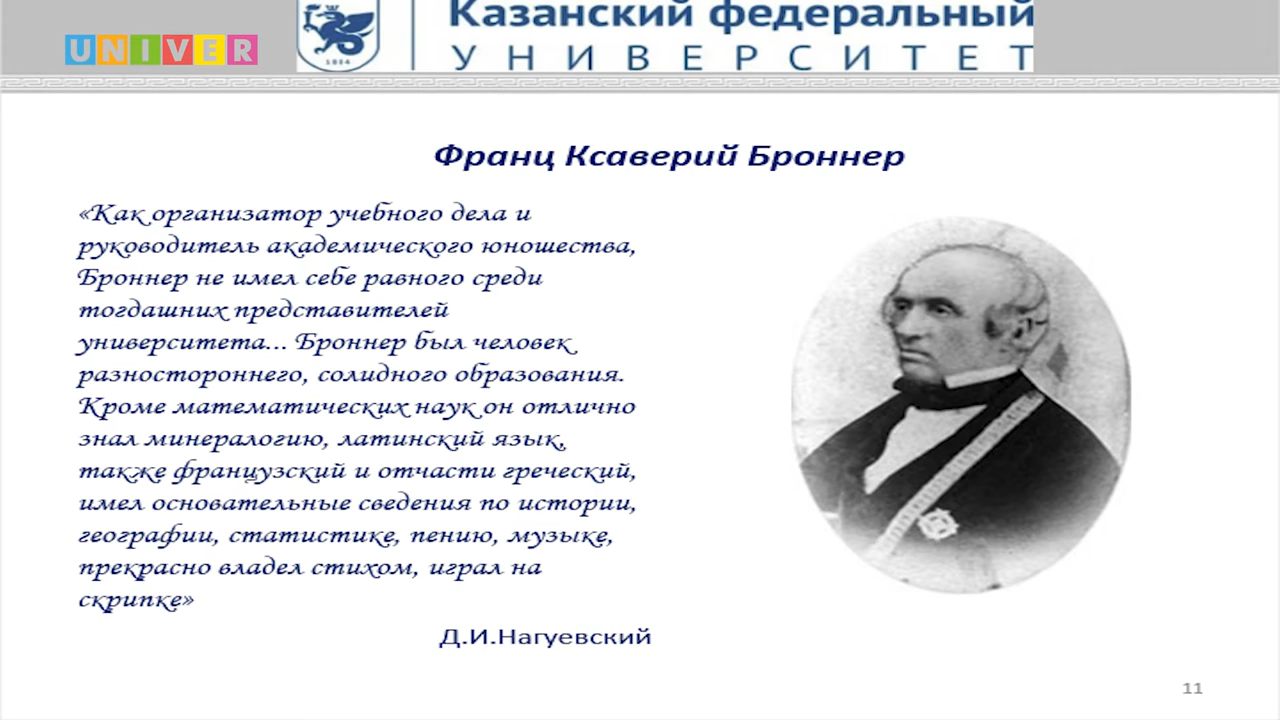 Казанский федеральный
UNIVER
УНИВЕРСИТЕТ
1804
Франц Ксаверий Броннер
«Как организатор учебного дела и
руководитель академического юношества,
Броннер не имел себе равного среди
тогдашних представителей
университета... Броннер был человек
разностороннего, солидного образования.
Кроме математических наук он отлично
знал минералогию, латинский язык,
также французский и отчасти греческий,
имел основательные сведения по истории,
географии, статистике, пению, музыке,
прекрасно владел стихом, играл на
скрипке»
Д.И.Нагуевский
11